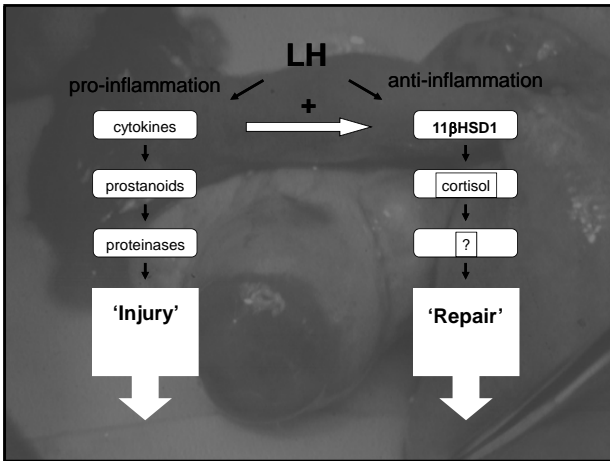 LH
pro-inflammation
anti-inflammation
+
cytokines
11βHSD1
prostanoids
cortisol
proteinases
?
‘Injury’
‘Repair’